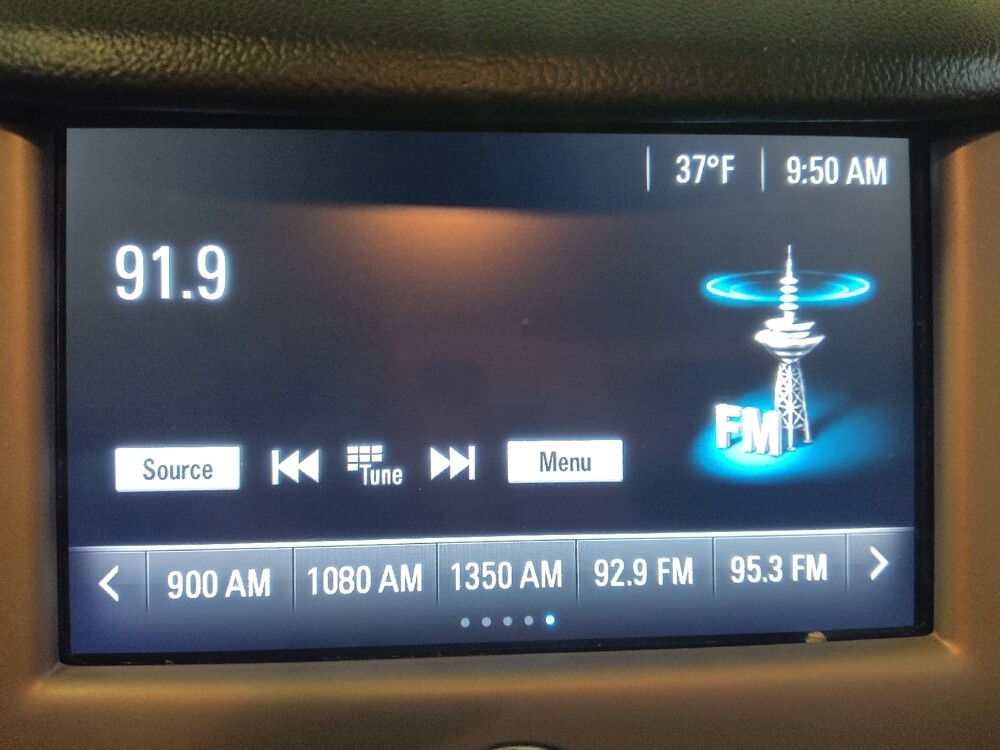 37°F 9:50 AM
91.9
FM
Source Tune Menu
900 AM 1080 AM 1350 AM 92.9 FM 95.3 FM